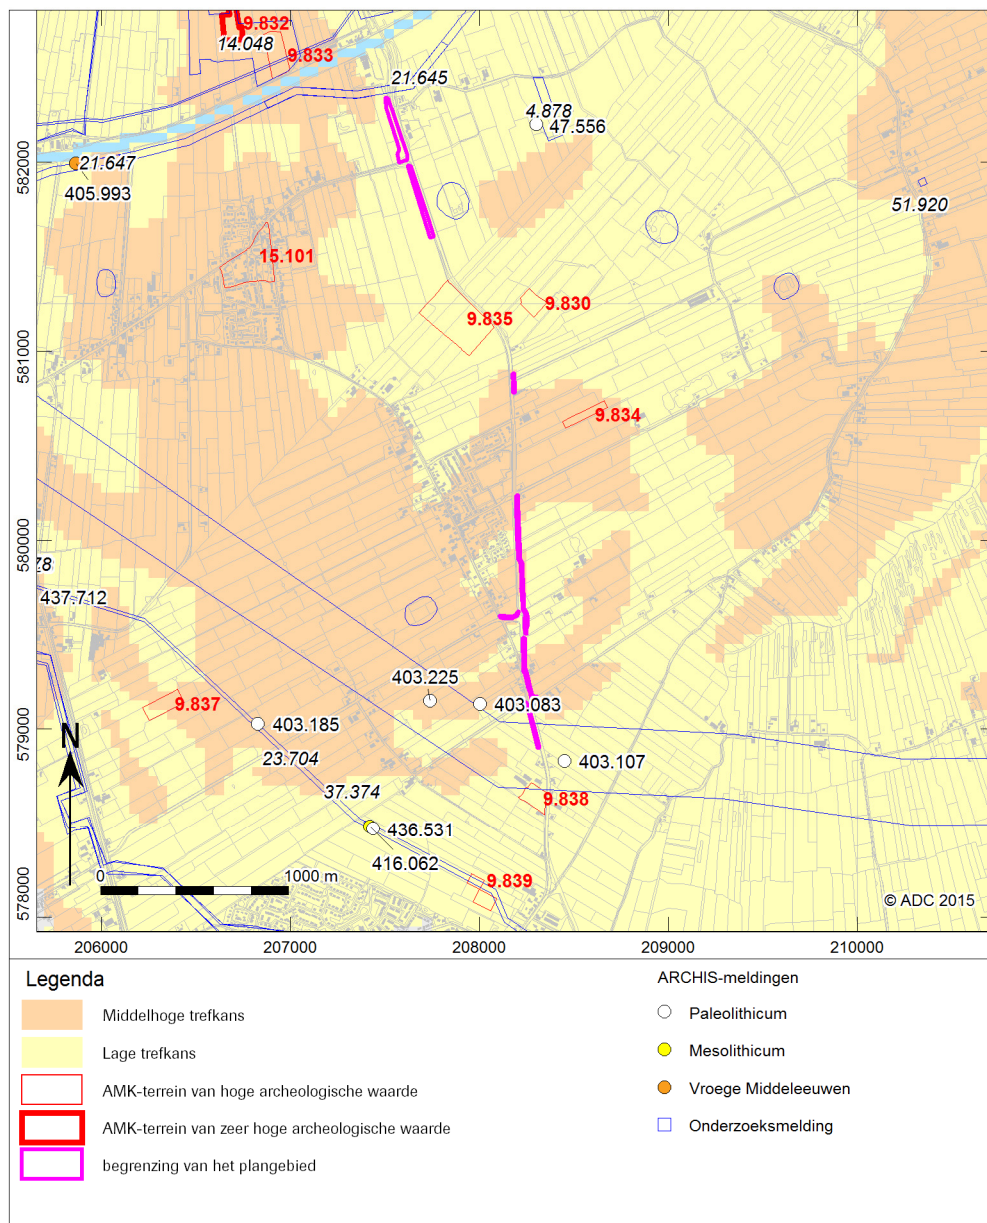 9.832
14.048
9.833
21.645
4.878
47.556
582000
21.647
405.993
51.920
15.101
9.830
9.835
581000
9.834
580000
78
437.712
403.225
9.837
403.083
403.185
579000
N
23.704
403.107
37.374
9.838
436.531
416.062
9.839
0
1000 m
578000
© ADC 2015
206000
207000
208000
209000
210000
Legenda
Middelhoge trefkans
Lage trefkans
AMK-terrein van hoge archeologische waarde
AMK-terrein van zeer hoge archeologische waarde
begrenzing van het plangebied
ARCHIS-meldingen
Paleolithicum
Mesolithicum
Vroege Middeleeuwen
Onderzoeksmelding